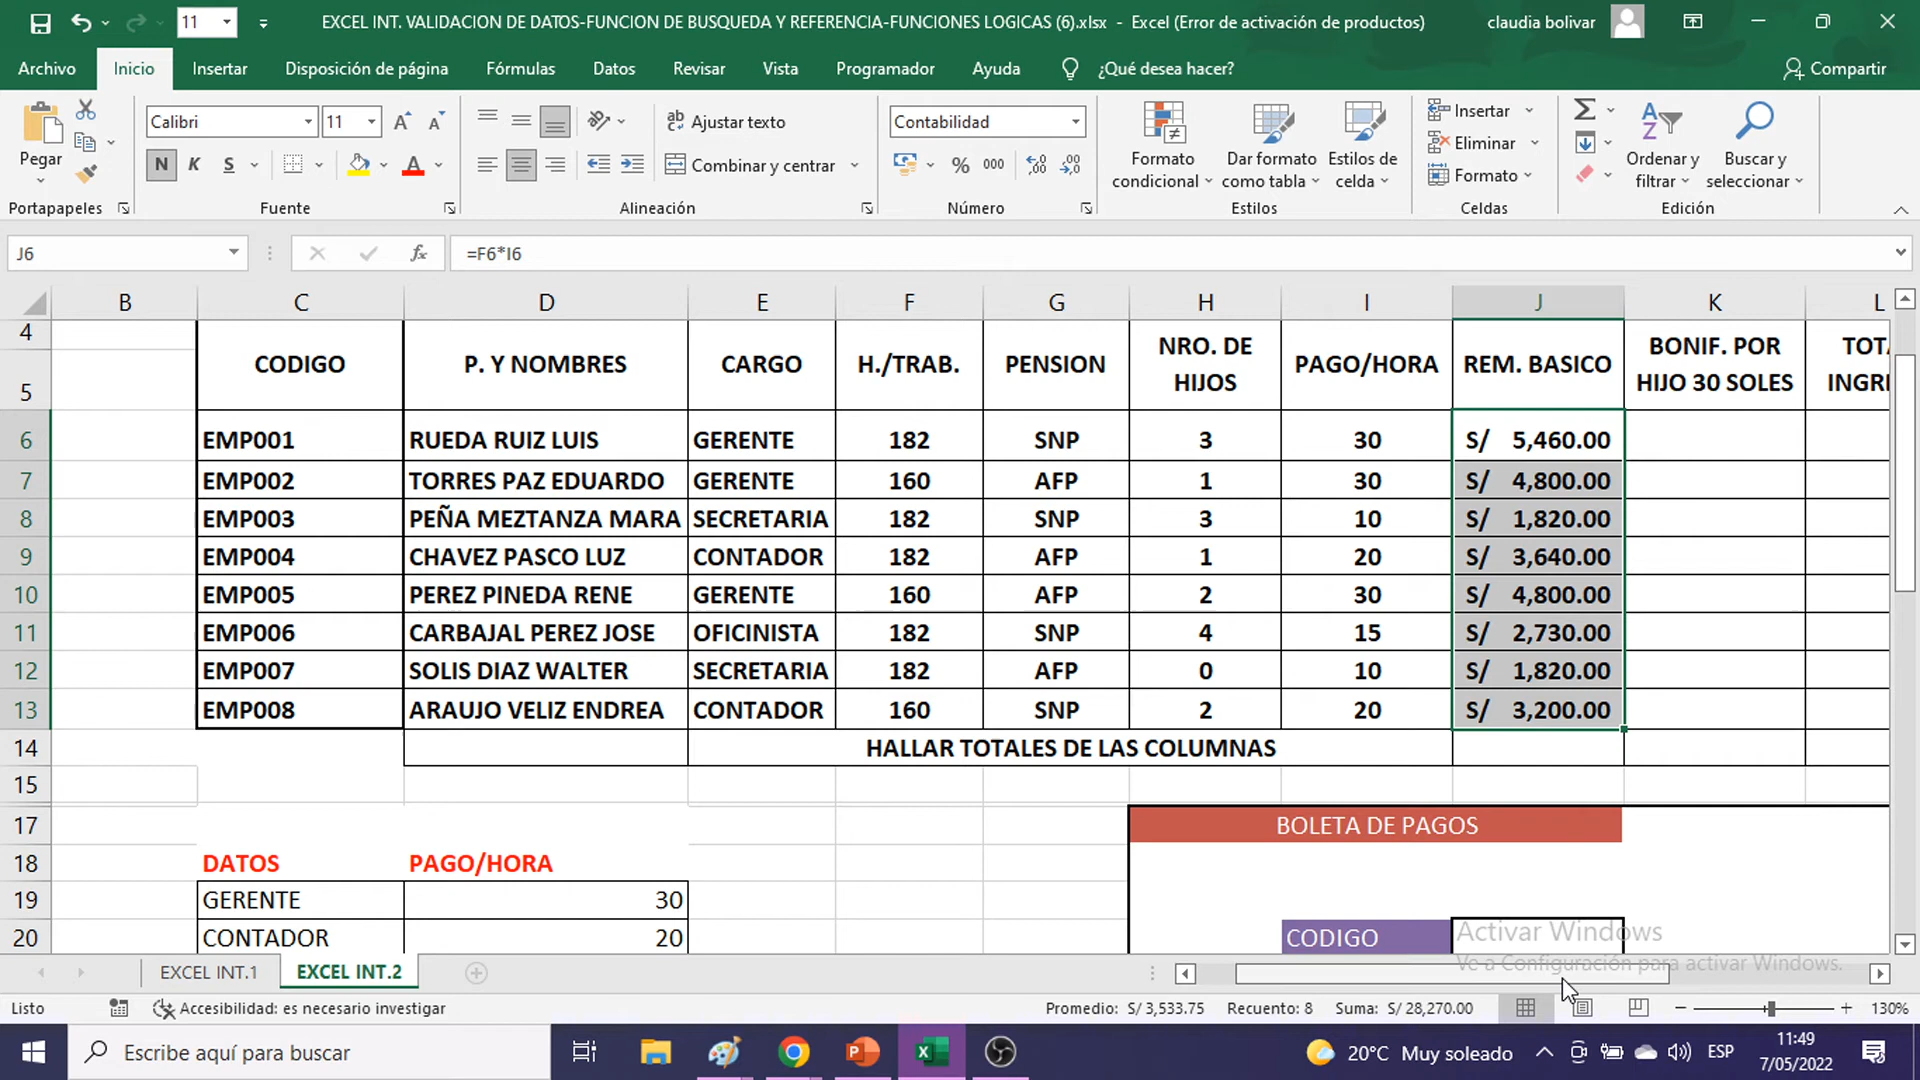 11
EXCEL INT. VALIDACION DE DATOS-FUNCION DE BUSQUEDA Y REFERENCIA-FUNCIONES LOGICAS (6).xlsx - Excel (Error de activación de productos)
claudia bolivar
Archivo Inicio Insertar Disposición de página Fórmulas Datos Revisar Vista Programador Ayuda ¿Qué desea hacer? Compartir
Pegar
Portapapeles
Calibri 11
N K S
Fuente
Ajustar texto
Combinar y centrar
Alineación
Contabilidad
% 000
Número
Formato condicional
Dar formato como tabla
Estilos de celda
Estilos
Insertar
Eliminar
Formato
Celdas
Ordenar y filtrar
Buscar y seleccionar
Edición
J6 fx =F6*I6
B C D E F G H I J K L
4
5 CODIGO P. Y NOMBRES CARGO H./TRAB. PENSION NRO. DE HIJOS PAGO/HORA REM. BASICO BONIF. POR HIJO 30 SOLES
6 EMP001 RUEDA RUIZ LUIS GERENTE 182 SNP 3 30 S/ 5,460.00
7 EMP002 TORRES PAZ EDUARDO GERENTE 160 AFP 1 30 S/ 4,800.00
8 EMP003 PEÑA MEZTANZA MARA SECRETARIA 182 SNP 3 10 S/ 1,820.00
9 EMP004 CHAVEZ PASCO LUZ CONTADOR 182 AFP 1 20 S/ 3,640.00
10 EMP005 PEREZ PINEDA RENE GERENTE 160 AFP 2 30 S/ 4,800.00
11 EMP006 CARBAJAL PEREZ JOSE OFICINISTA 182 SNP 4 15 S/ 2,730.00
12 EMP007 SOLIS DIAZ WALTER SECRETARIA 182 AFP 0 10 S/ 1,820.00
13 EMP008 ARAUJO VELIZ ENDREA CONTADOR 160 SNP 2 20 S/ 3,200.00
14 HALLAR TOTALES DE LAS COLUMNAS
15
17 BOLETA DE PAGOS
18 DATOS PAGO/HORA
19 GERENTE 30
20 CONTADOR 20 CODIGO
Activar Windows
Ve a Configuración para activar Windows.
EXCEL INT.1 EXCEL INT.2
Listo Accesibilidad: es necesario investigar Promedio: S/ 3,533.75 Recuento: 8 Suma: S/ 28,270.00 130%
Escribe aquí para buscar 20°C Muy soleado ESP 11:49
7/05/2022